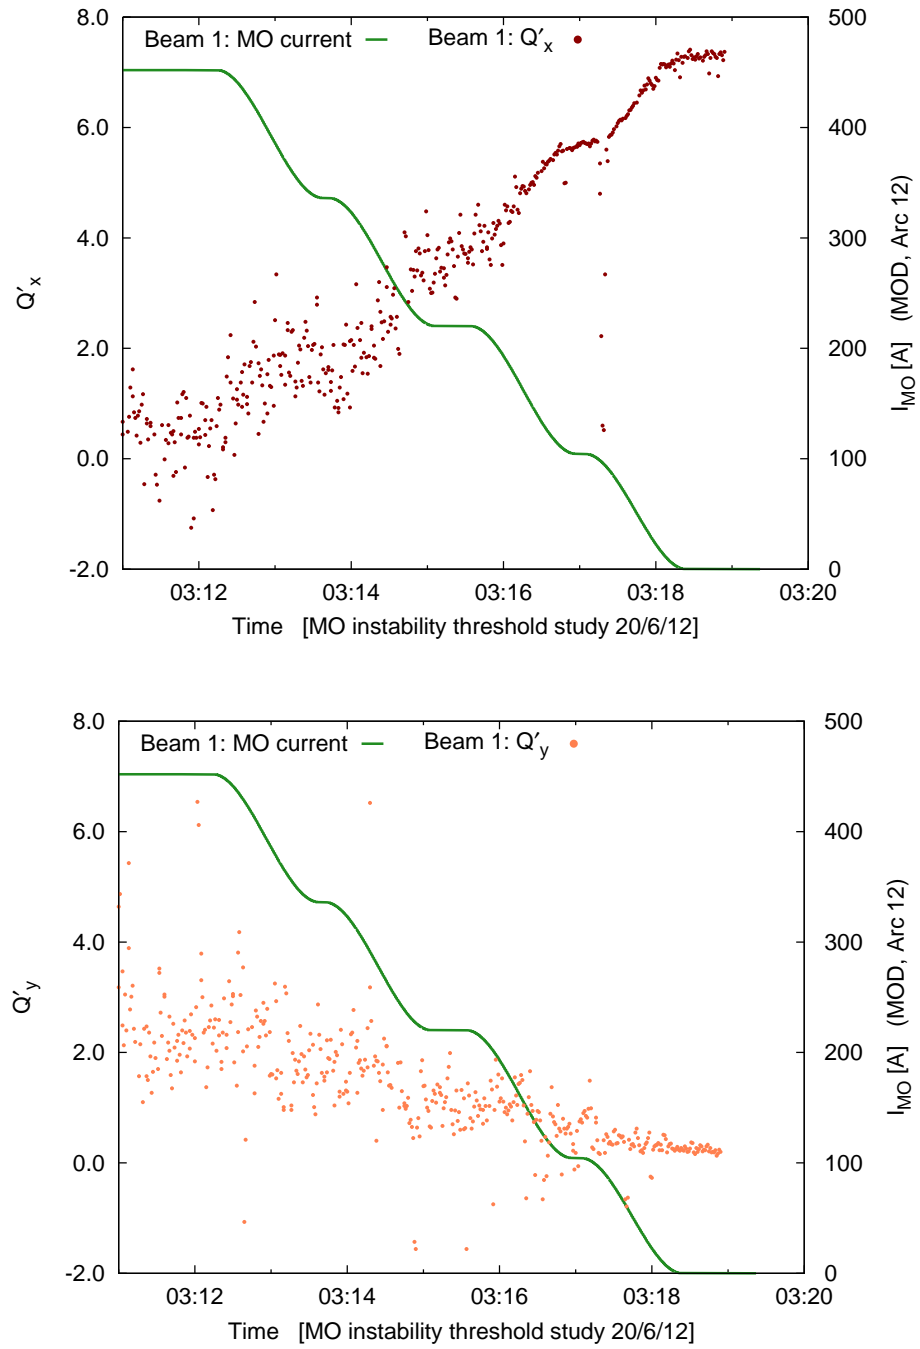 8.0
6.0
4.0
2.0
0.0
-2.0
Q′x
Beam 1: MO current
Beam 1: Q′x
500
400
300
200
100
0
IMO [A] (MOD, Arc 12)
03:12 03:14 03:16 03:18 03:20
Time [MO instability threshold study 20/6/12]
8.0
6.0
4.0
2.0
0.0
-2.0
Q′y
Beam 1: MO current
Beam 1: Q′y
500
400
300
200
100
0
IMO [A] (MOD, Arc 12)
03:12 03:14 03:16 03:18 03:20
Time [MO instability threshold study 20/6/12]